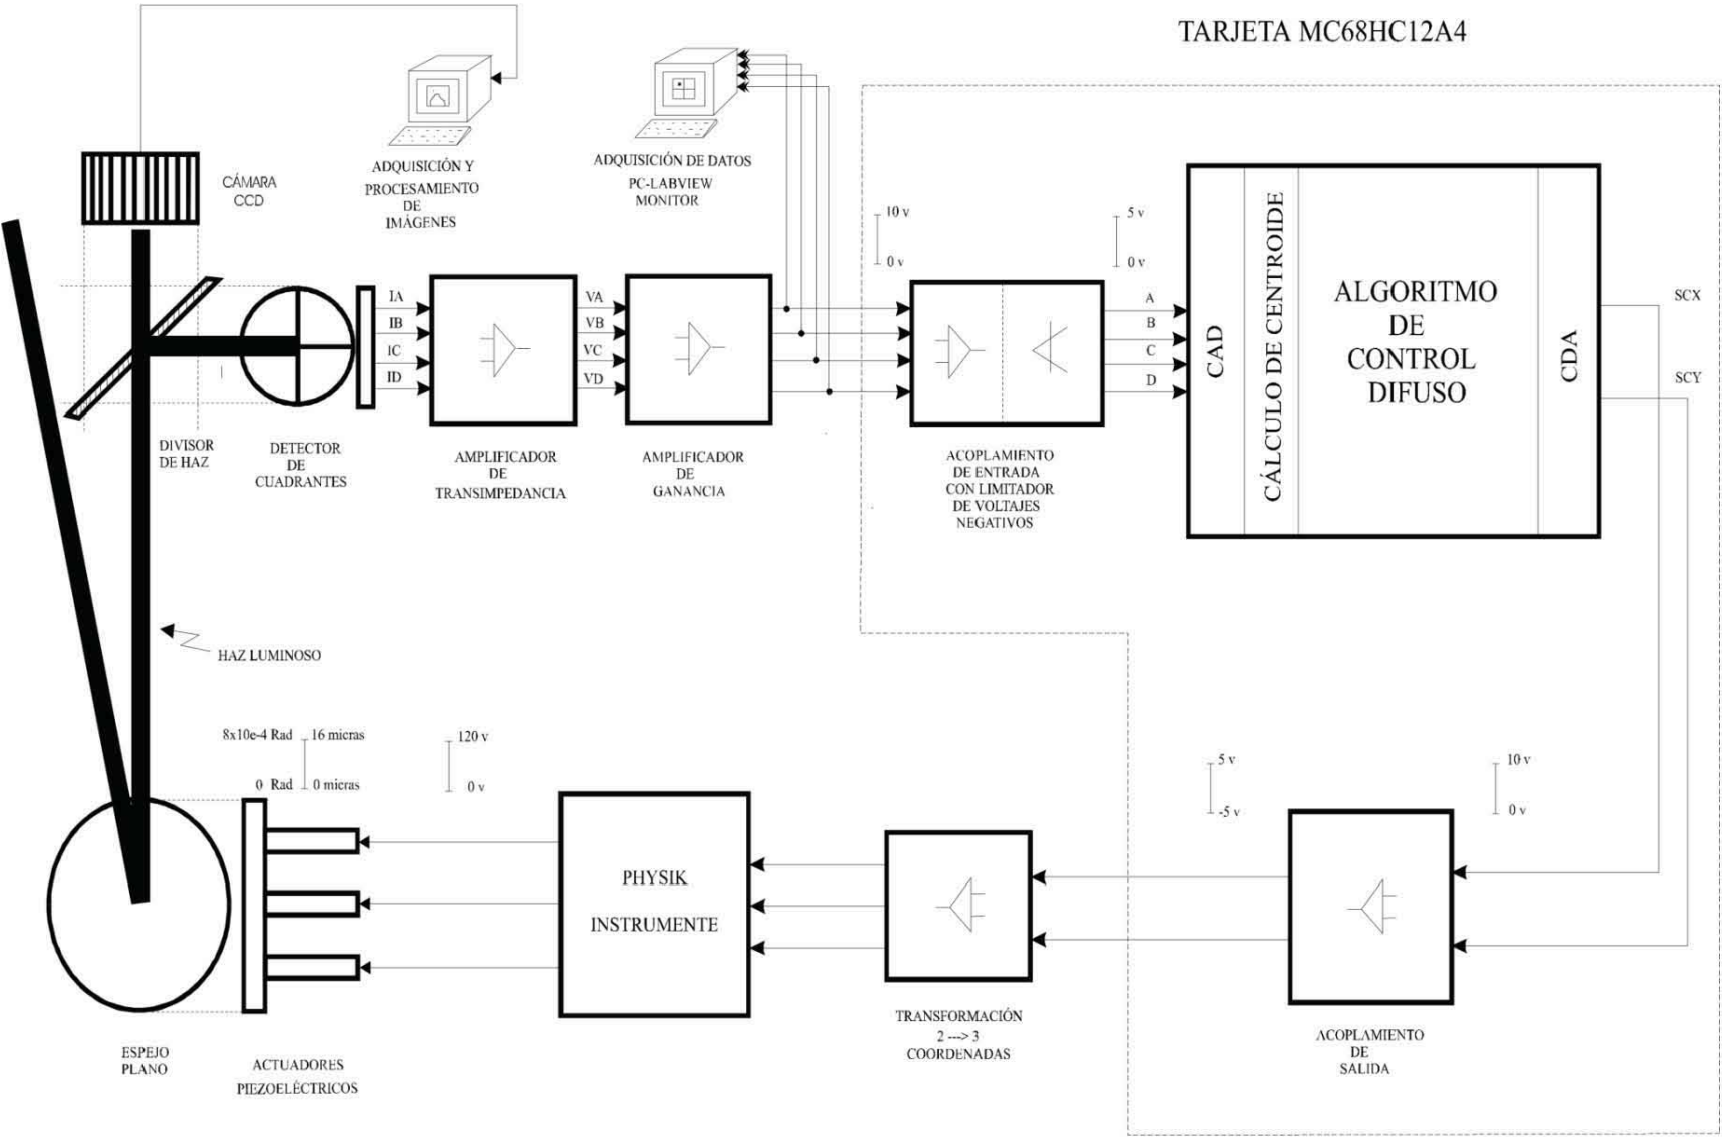 TARJETA MC68HC12A4
CÁMARA
CCD
ADQUISICIÓN Y
PROCESAMIENTO
DE
IMÁGENES
ADQUISICIÓN DE DATOS
PC-LABVIEW
MONITOR
10 v
0 v
5 v
0 v
IA
IB
IC
ID
VA
VB
VC
VD
A
B
C
D
CAD
CÁLCULO DE CENTROIDE
ALGORITMO
DE
CONTROL
DIFUSO
CDA
SCX
SCY
DIVISOR
DE HAZ
DETECTOR
DE
CUADRANTES
AMPLIFICADOR
DE
TRANSIMPEDANCIA
AMPLIFICADOR
DE
GANANCIA
ACOPLAMIENTO
DE ENTRADA
CON LIMITADOR
DE VOLTAJES
NEGATIVOS
HAZ LUMINOSO
8x10e-4 Rad 16 micras
0 Rad 0 micras
120 v
0 v
5 v
-5 v
10 v
0 v
PHYSIK
INSTRUMENTE
TRANSFORMACIÓN
2 ---> 3
COORDENADAS
ACOPLAMIENTO
DE
SALIDA
ESPEJO
PLANO
ACTUADORES
PIEZOELÉCTRICOS